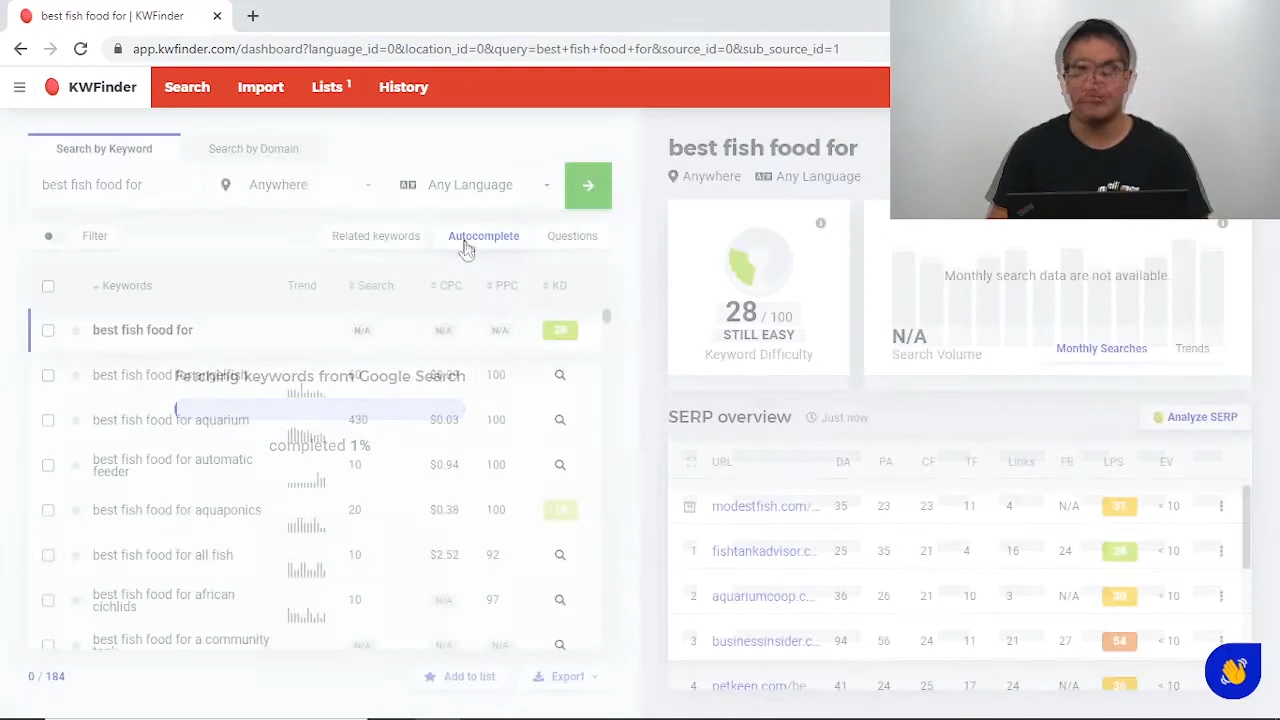 best fish food for | KWFinder
app.kwfinder.com/dashboard?language_id=0&location_id=0&query=best+fish+food+for&source_id=0&sub_source_id=1
KWFinder Search Import Lists 1 History
Search by Keyword Search by Domain
best fish food for Anywhere Any Language
Filter Related keywords Autocomplete Questions
Keywords Trend Search CPC PPC KD
best fish food for N/A N/A N/A 28
best fish food for angelfish 100
Fetching keywords from Google Search
best fish food for aquarium 430 $0.03 100
completed 1%
best fish food for automatic
feeder 10 $0.94 100
best fish food for aquaponics 20 $0.38 100
best fish food for all fish 10 $2.52 92
best fish food for african
cichlids 10 N/A 97
best fish food for a community N/A N/A N/A
0 / 184 Add to list Export
best fish food for
Anywhere Any Language
28 / 100
STILL EASY
Keyword Difficulty
Monthly search data are not available.
N/A
Search Volume
Monthly Searches Trends
SERP overview Just now Analyze SERP
URL DA PA CF TF Links FB LPS EV
modestfish.com/... 35 23 23 11 4 N/A 31 < 10
1 fishtankadvisor.c... 25 35 21 4 16 24 < 10
2 aquariumcoop.c... 36 26 21 10 3 N/A 30 < 10
3 businessinsider.c... 94 56 24 11 21 27 54 < 10
4 petkeen.com/be... 41 24 25 17 24 N/A < 10